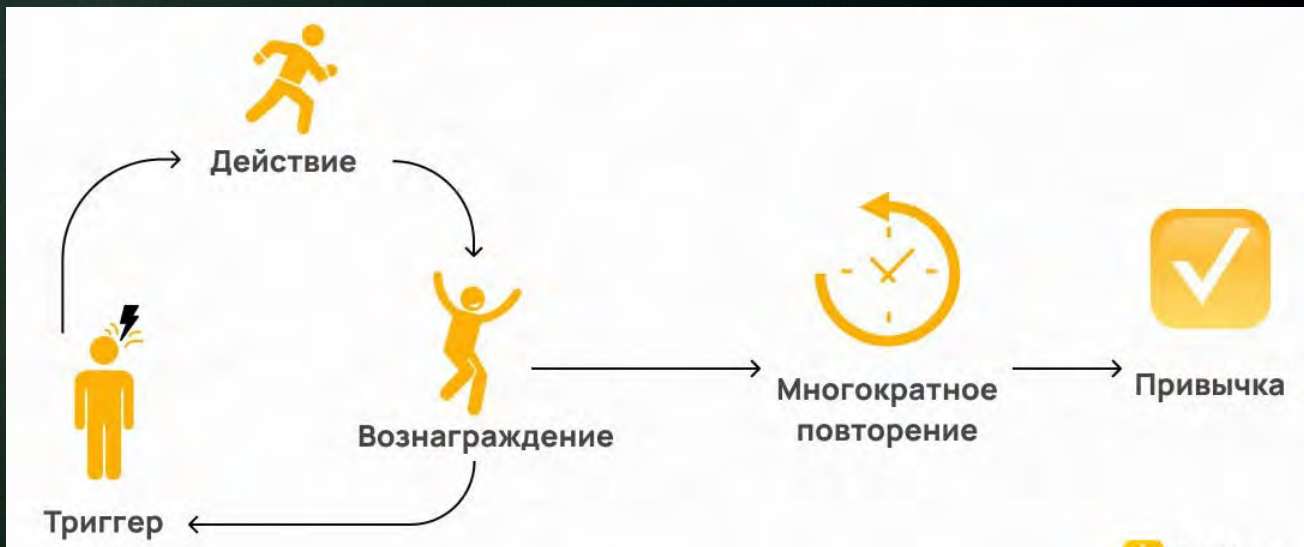 Действие
Вознаграждение
Триггер
Многократное
повторение
Привычка